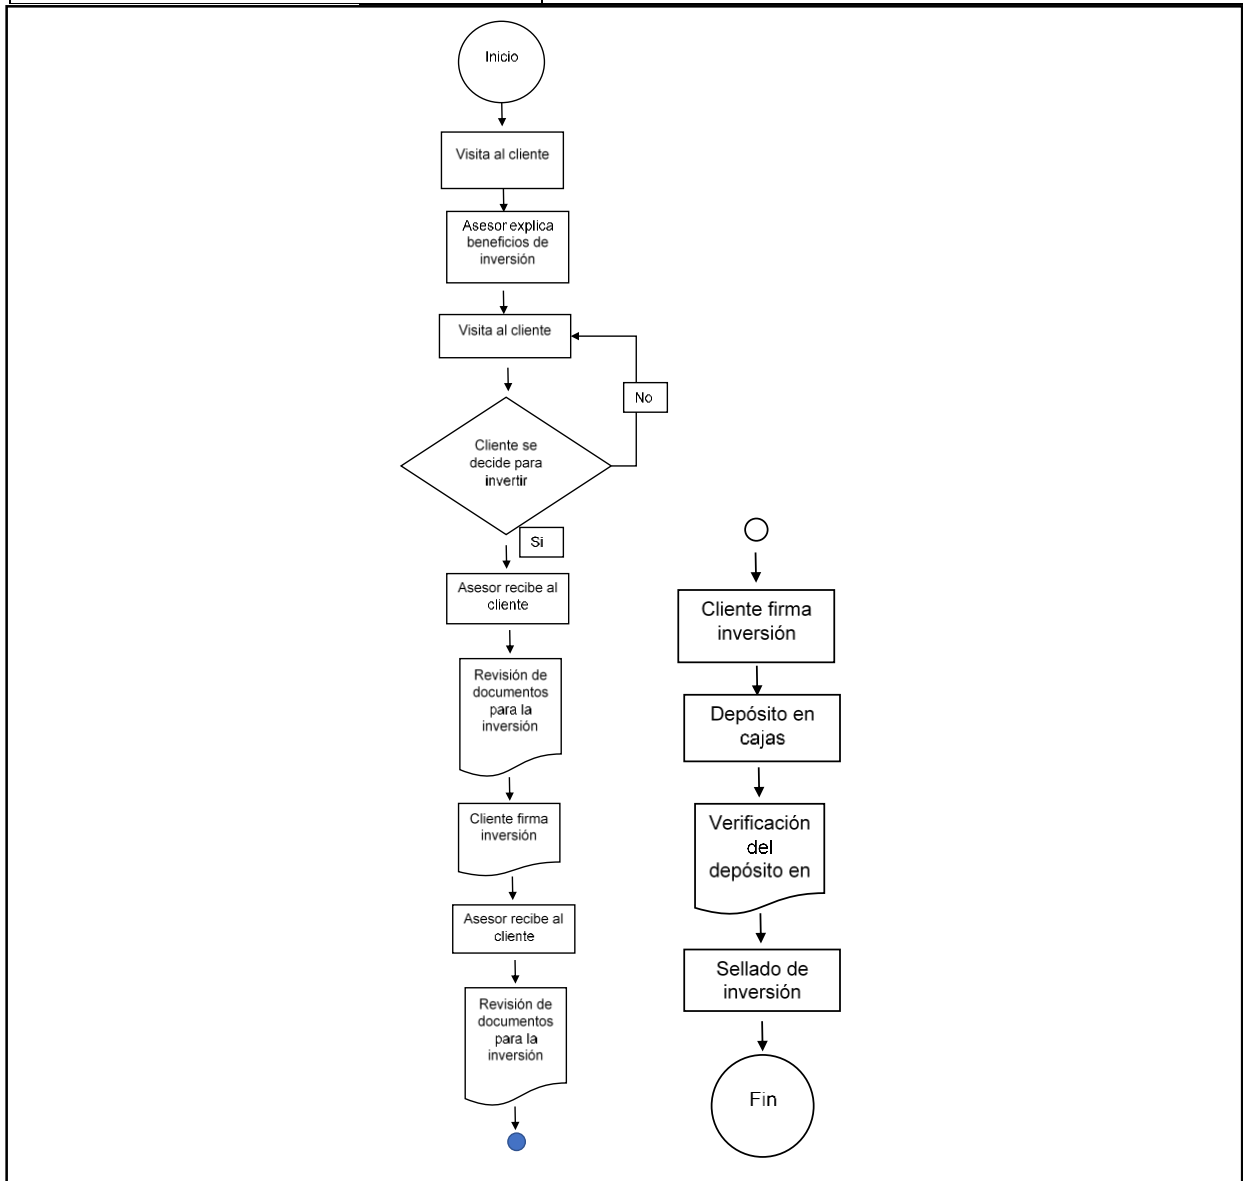 Inicio
Visita al cliente
Asesor explica
beneficios de
inversión
Visita al cliente
No
Cliente se
decide para
invertir
Si
Asesor recibe al
cliente
Revisión de
documentos
para la
inversión
Cliente firma
inversión
Asesor recibe al
cliente
Revisión de
documentos
para la
inversión
Cliente firma
inversión
Depósito en
cajas
Verificación
del
depósito en
Sellado de
inversión
Fin